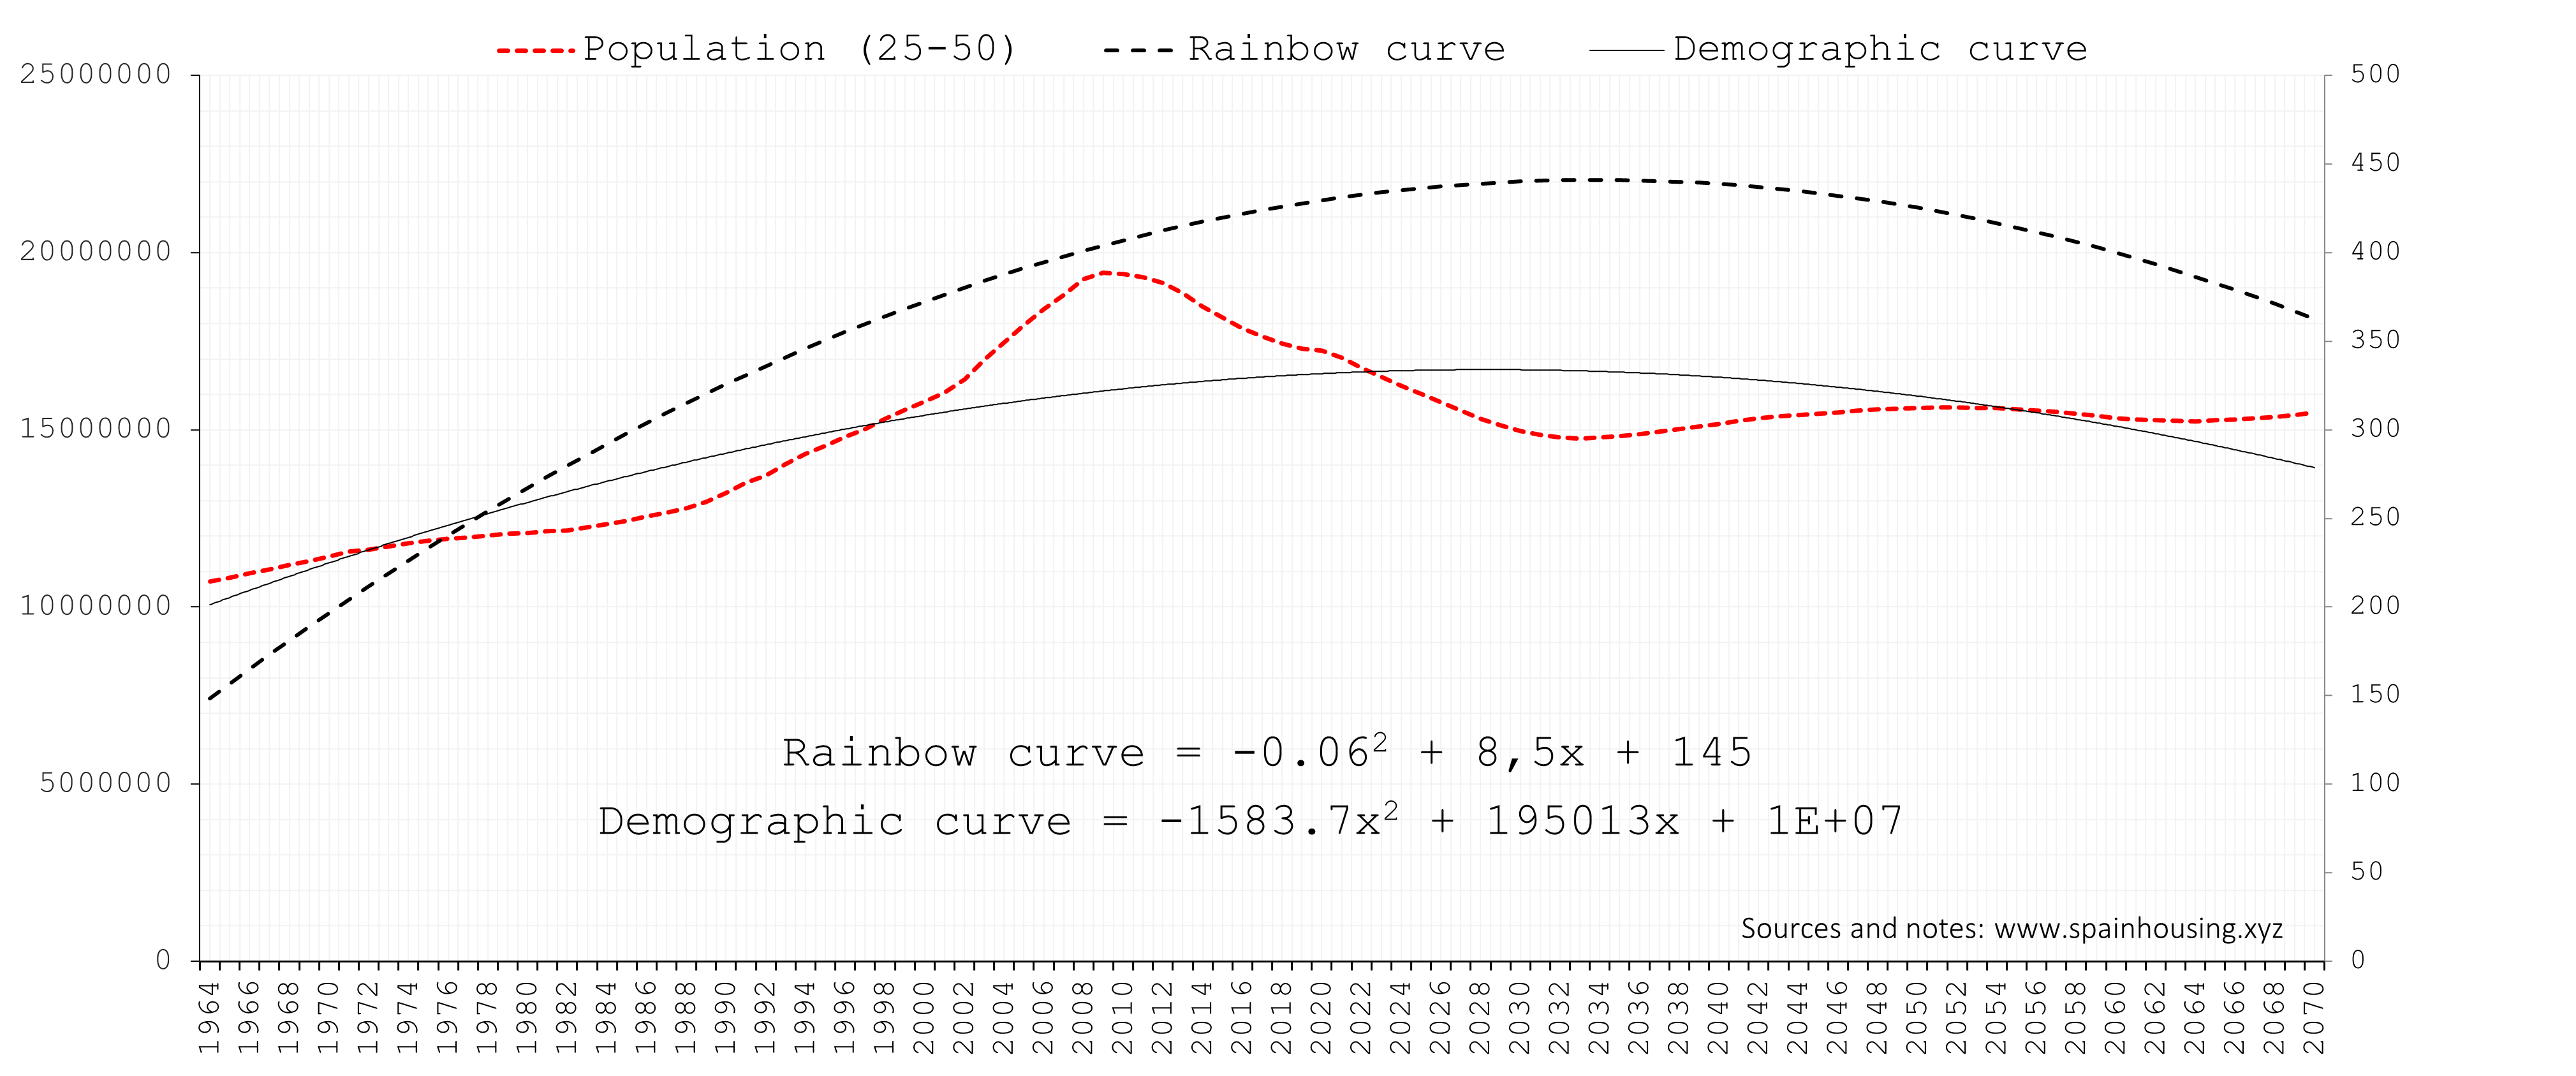 Population (25-50) Rainbow curve Demographic curve
25000000 500
450
20000000 400
350
15000000 300
250
10000000 200
150
Rainbow curve = -0.06² + 8,5x + 145
5000000 100
Demographic curve = -1583.7x² + 195013x + 1E+07
50
Sources and notes: www.spainhousing.xyz
0 0
1964 1966 1968 1970 1972 1974 1976 1978 1980 1982 1984 1986 1988 1990 1992 1994 1996 1998 2000 2002 2004 2006 2008 2010 2012 2014 2016 2018 2020 2022 2024 2026 2028 2030 2032 2034 2036 2038 2040 2042 2044 2046 2048 2050 2052 2054 2056 2058 2060 2062 2064 2066 2068 2070